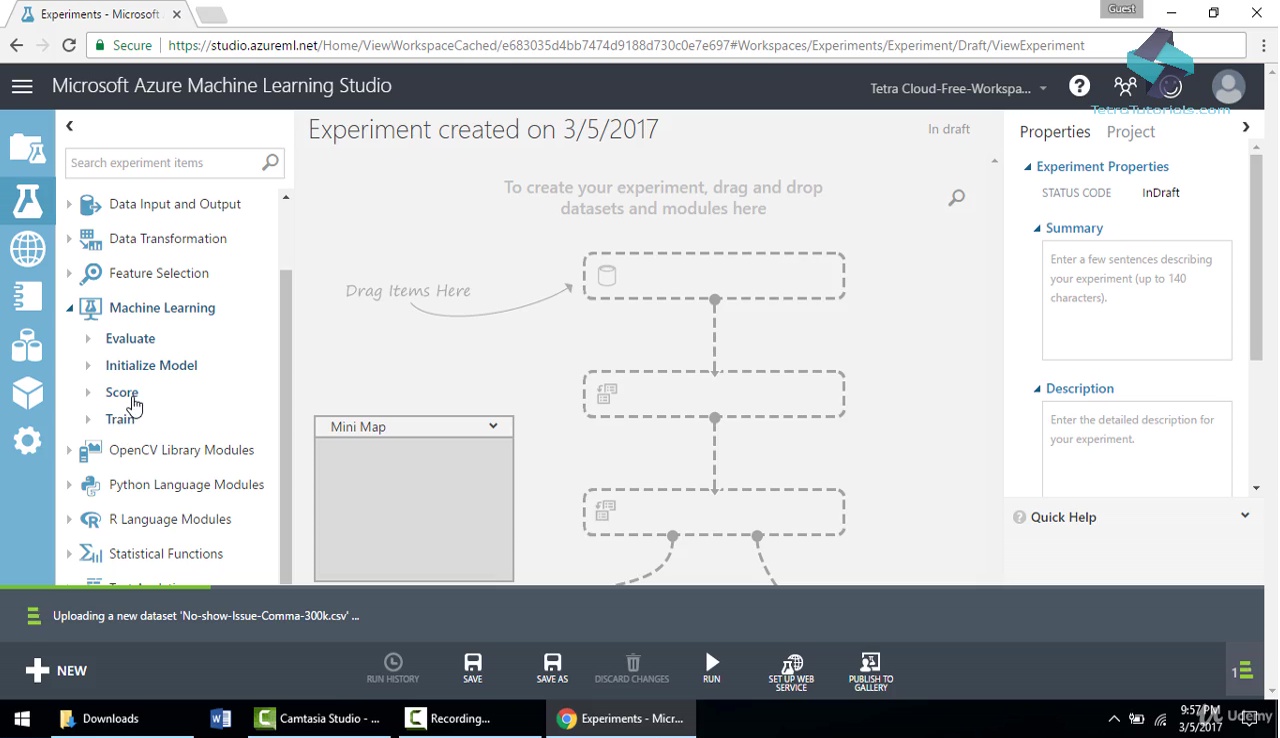 Experiments - Microsoft
Guest
Secure
https://studio.azureml.net/Home/ViewWorkspaceCached/e683035d4bb7474d9188d730c0e7e697#Workspaces/Experiments/Experiment/Draft/ViewExperiment
Microsoft Azure Machine Learning Studio
Tetra Cloud-Free-Workspa...
TetraTutorials.com
Search experiment items
Data Input and Output
Data Transformation
Feature Selection
Machine Learning
Evaluate
Initialize Model
Score
Train
OpenCV Library Modules
Python Language Modules
R Language Modules
Statistical Functions
Experiment created on 3/5/2017
In draft
To create your experiment, drag and drop
datasets and modules here
Drag Items Here
Mini Map
Properties
Project
Experiment Properties
STATUS CODE
InDraft
Summary
Enter a few sentences describing
your experiment (up to 140
characters).
Description
Enter the detailed description for
your experiment.
Quick Help
Uploading a new dataset 'No-show-Issue-Comma-300k.csv' ...
NEW
RUN HISTORY
SAVE
SAVE AS
DISCARD CHANGES
RUN
SET UP WEB
SERVICE
PUBLISH TO
GALLERY
1
Downloads
Camtasia Studio - ...
Recording...
Experiments - Micr...
9:57 PM
3/5/2017
Udemy